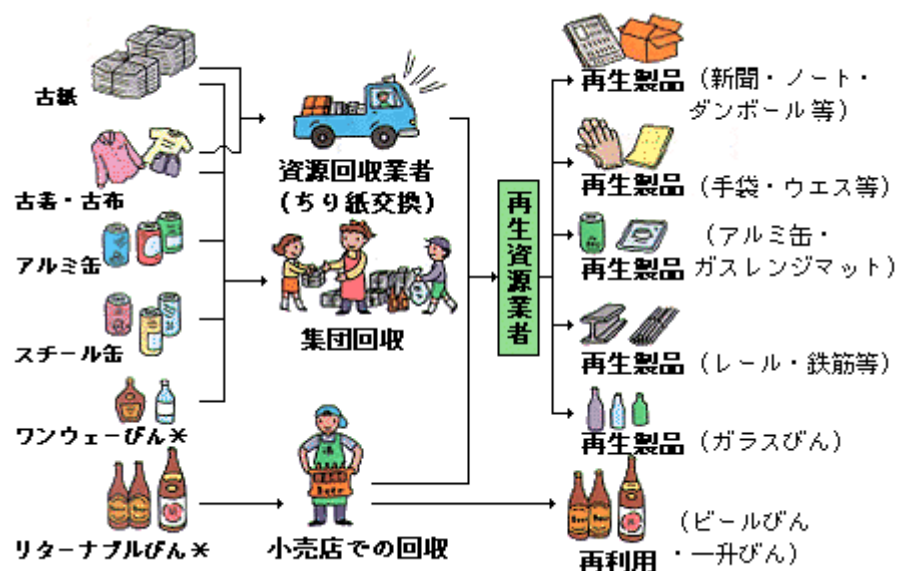 古紙
古着・古布
アルミ缶
スチール缶
ワンウェーびん＊
リターナブルびん＊
資源回収業者
(ちり紙交換)
集団回収
小売店での回収
再生資源業者
再生製品（新聞・ノート・
ダンボール等）
再生製品（手袋・ウエス等）
（アルミ缶・
再生製品 ガスレンジマット）
再生製品（レール・鉄筋等）
再生製品（ガラスびん）
（ビールびん
再利用 ・一升びん）